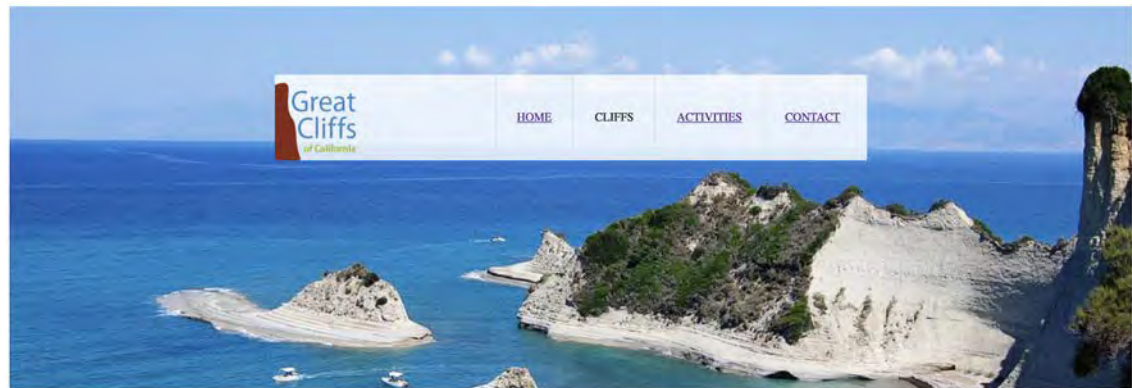 Great
Cliffs
of California
HOME CLIFFS ACTIVITIES CONTACT